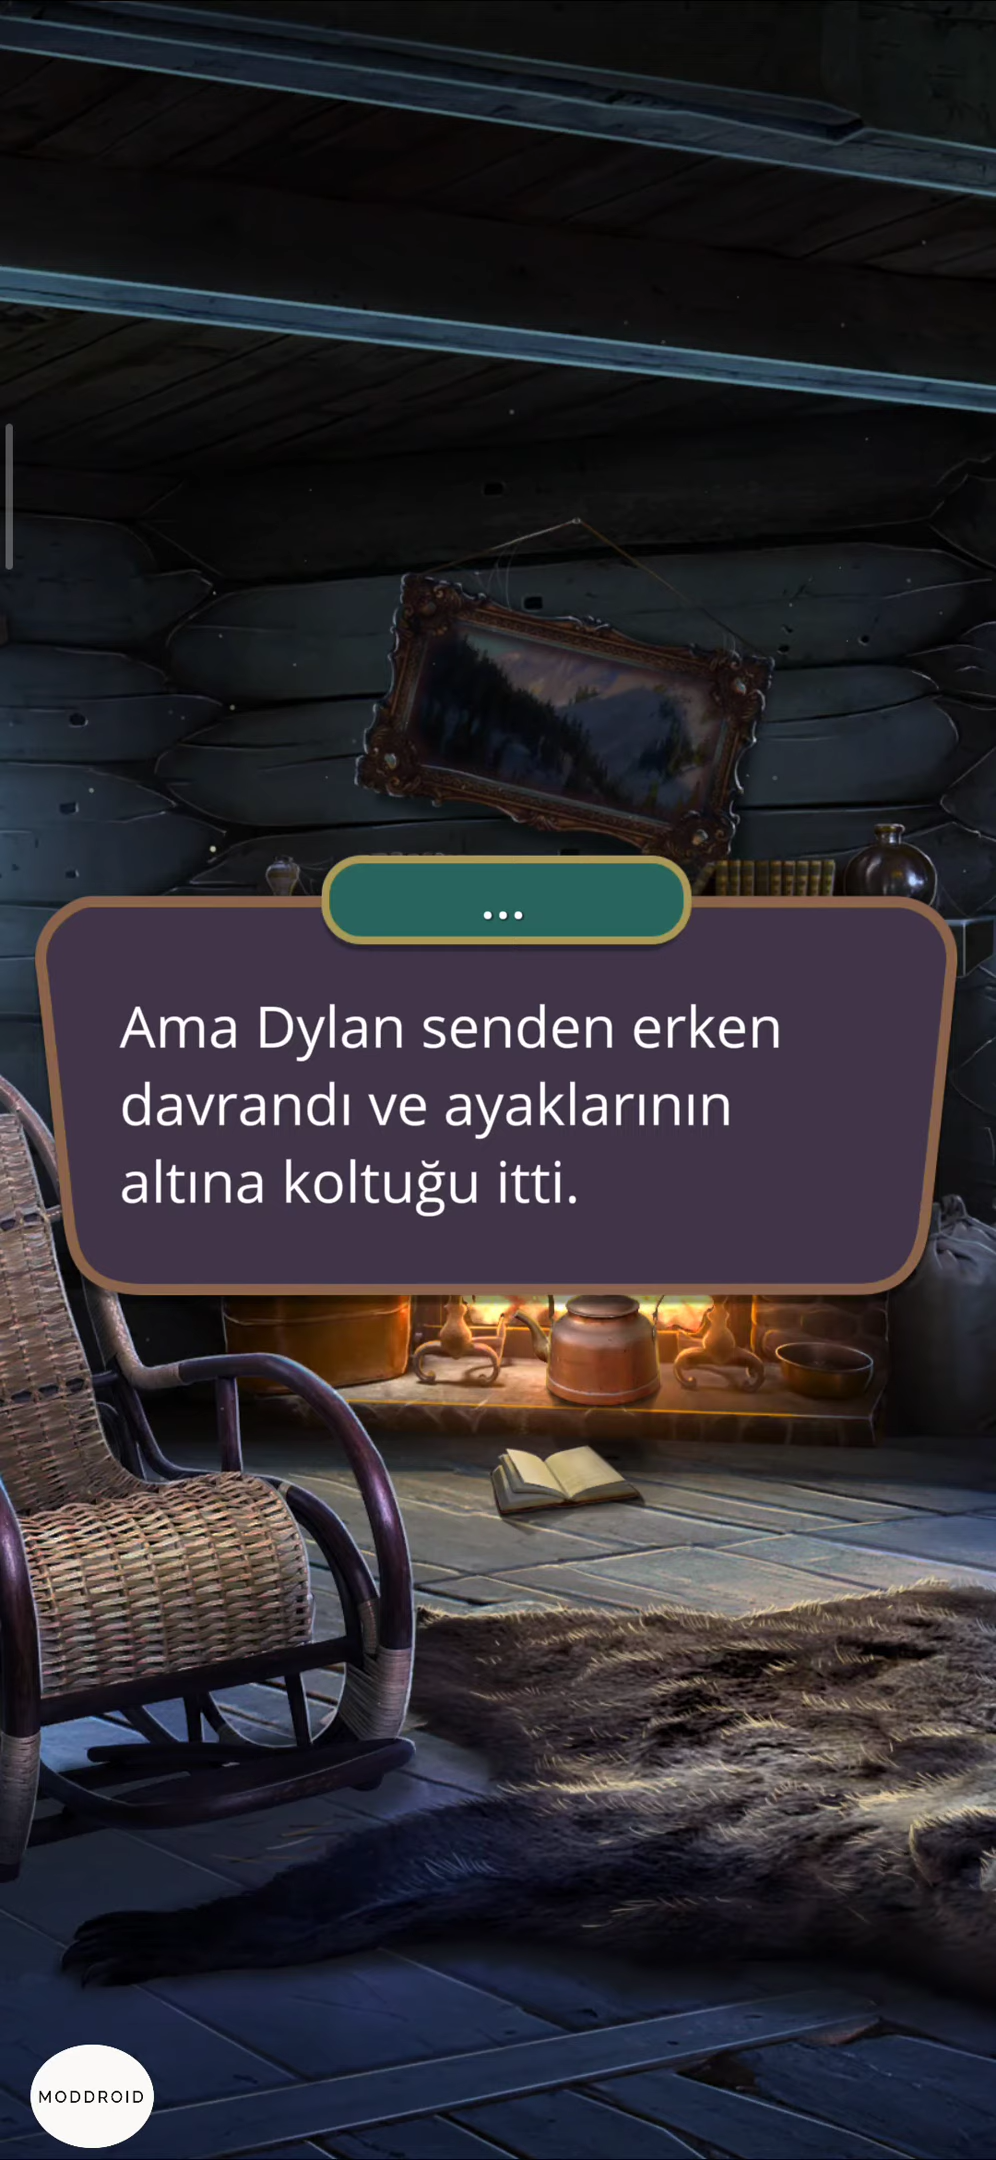 ...
Ama Dylan senden erken
davrandı ve ayaklarının
altına koltuğu itti.
MODDROID